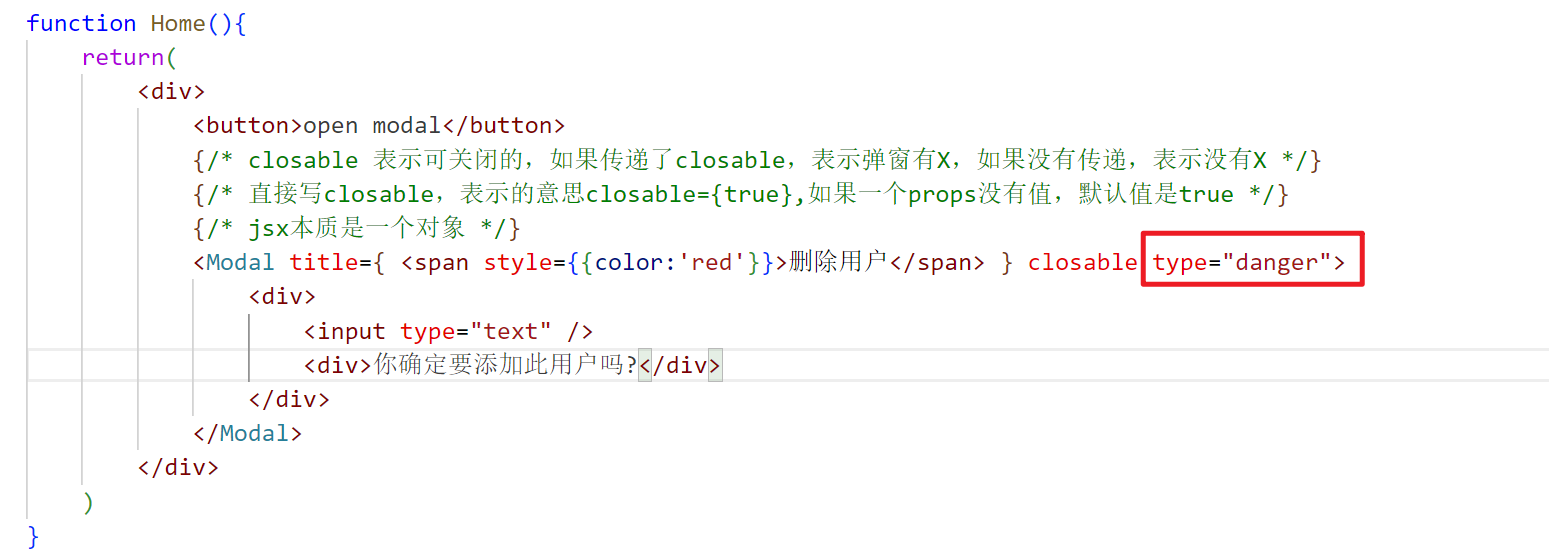 function Home(){
return(
<div>
<button>open modal</button>
{/* closable 表示可关闭的，如果传递了closable，表示弹窗有X，如果没有传递，表示没有X */}
{/* 直接写closable，表示的意思closable={true},如果一个props没有值，默认值是true */}
{/* jsx本质是一个对象 */}
<Modal title={ <span style={{color:'red'}}>删除用户</span> } closable type="danger">
<div>
<input type="text" />
<div>你确定要添加此用户吗?</div>
</div>
</Modal>
</div>
)
}